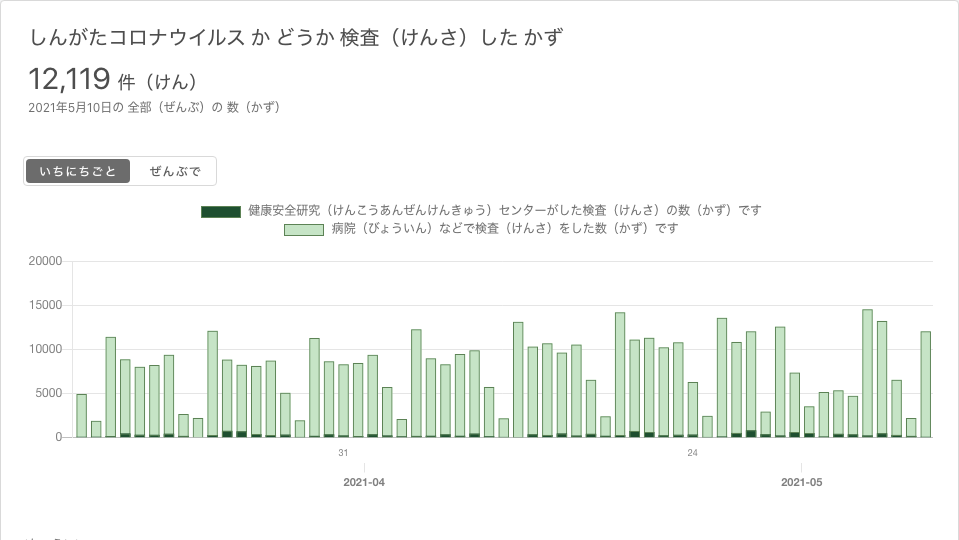 しんがたコロナウイルス か どうか 検査（けんさ）した かず
12,119 件（けん）
2021年5月10日の 全部（ぜんぶ）の 数（かず）
いちにちごと ぜんぶで
健康安全研究（けんこうあんぜんけんきゅう）センターがした検査（けんさ）の数（かず）です
病院（びょういん）などで検査（けんさ）をした数（かず）です
20000
15000
10000
5000
0
31 24
2021-04 2021-05